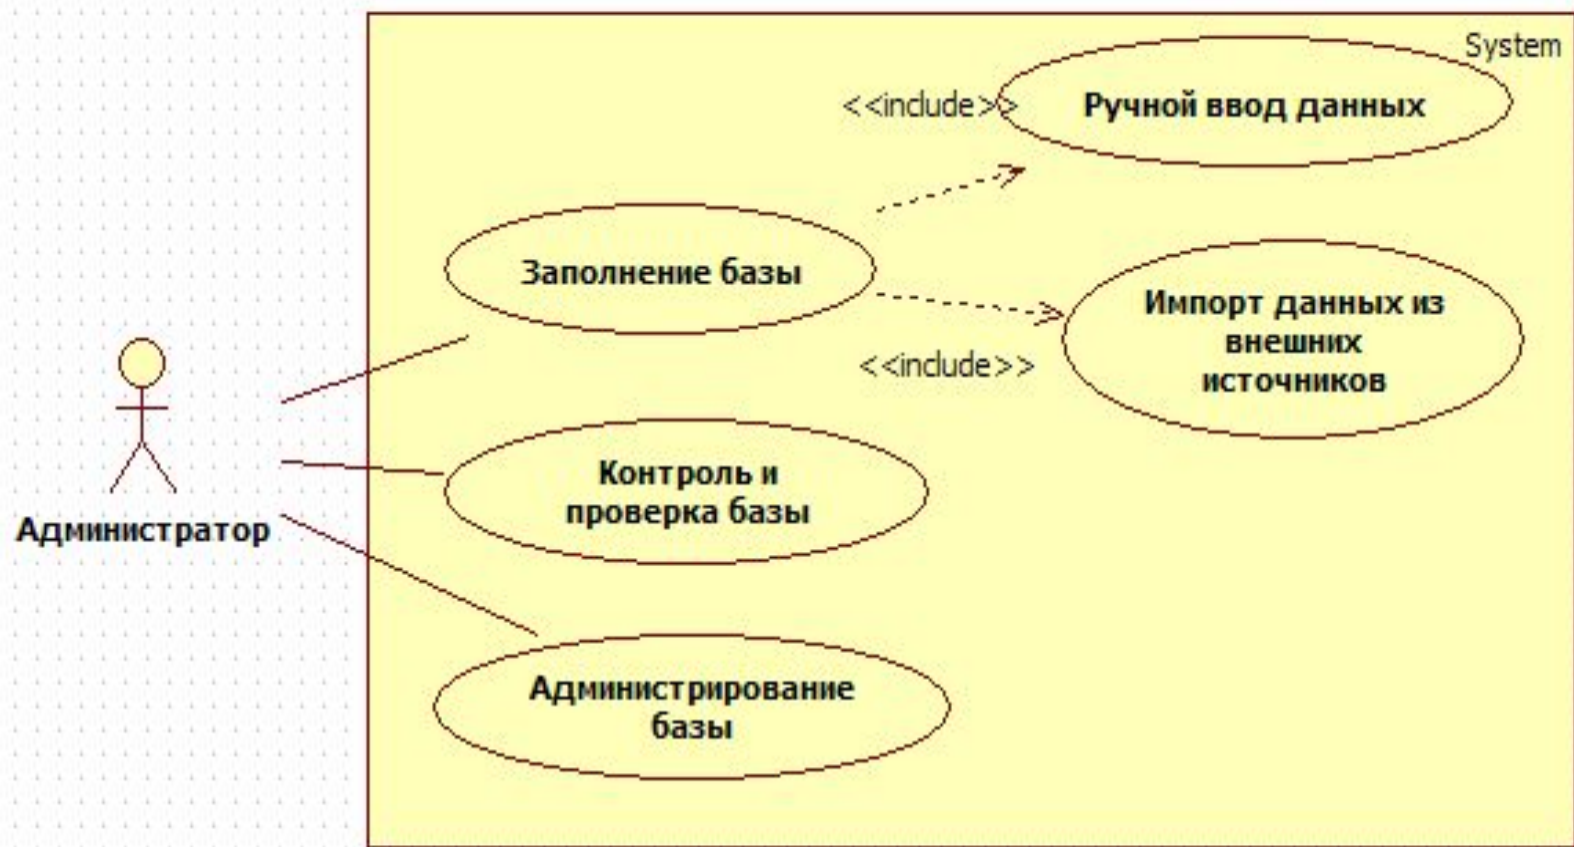 System
<<include>>
Ручной ввод данных
Заполнение базы
Импорт данных из
внешних
источников
<<include>>
Контроль и
проверка базы
Администратор
Администрирование
базы